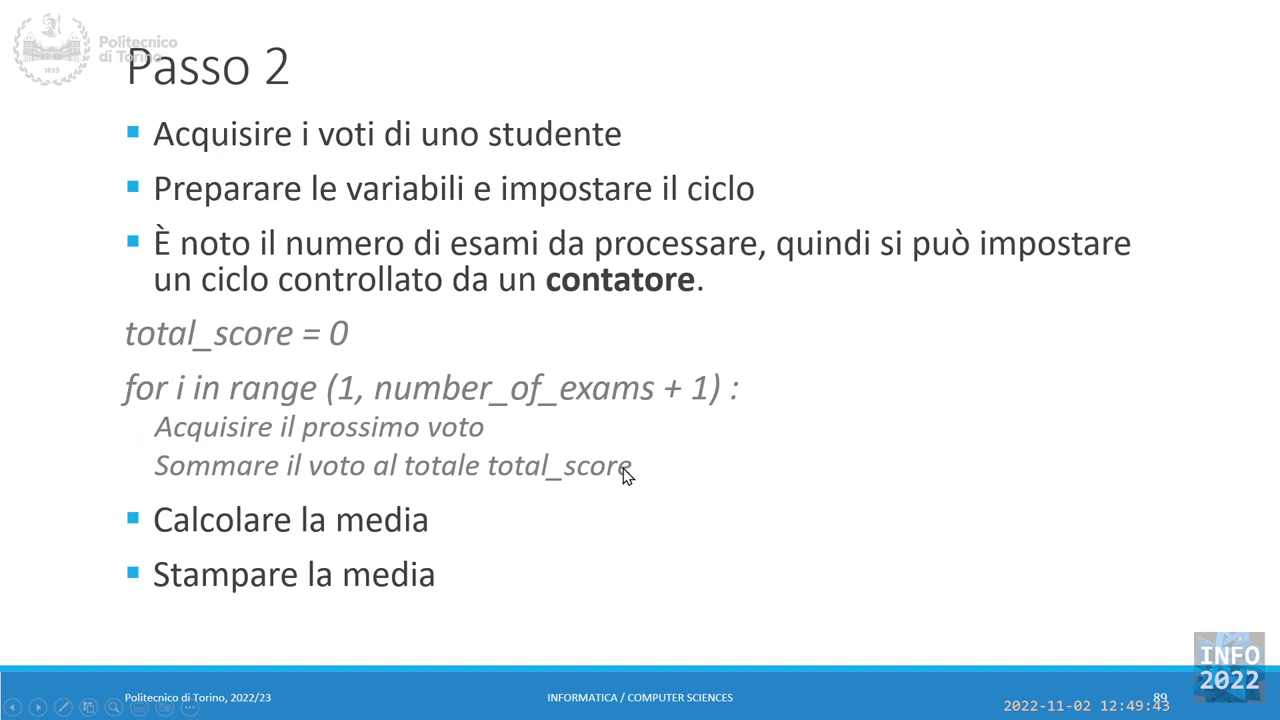 Politecnico
di Torino
1859
Passo 2
Acquisire i voti di uno studente
Preparare le variabili e impostare il ciclo
È noto il numero di esami da processare, quindi si può impostare
un ciclo controllato da un contatore.
total_score = 0
for i in range (1, number_of_exams + 1) :
Acquisire il prossimo voto
Sommare il voto al totale total_score
Calcolare la media
Stampare la media
INFO
2022
Politecnico di Torino, 2022/23
INFORMATICA / COMPUTER SCIENCES
89
2022-11-02 12:49:43